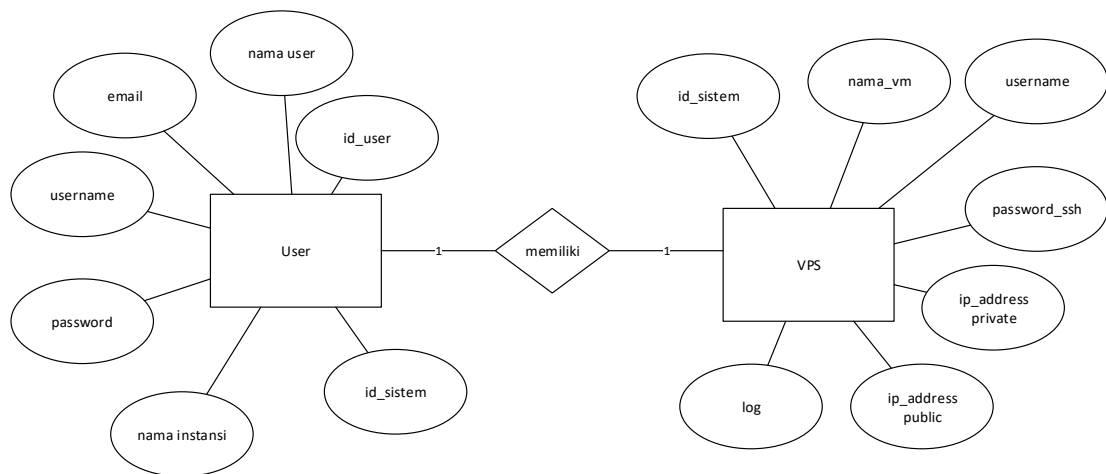 nama user
email
id_user
username
password
nama instansi
id_sistem
User
1
memiliki
1
VPS
id_sistem
nama_vm
username
password_ssh
ip_address
private
ip_address
public
log